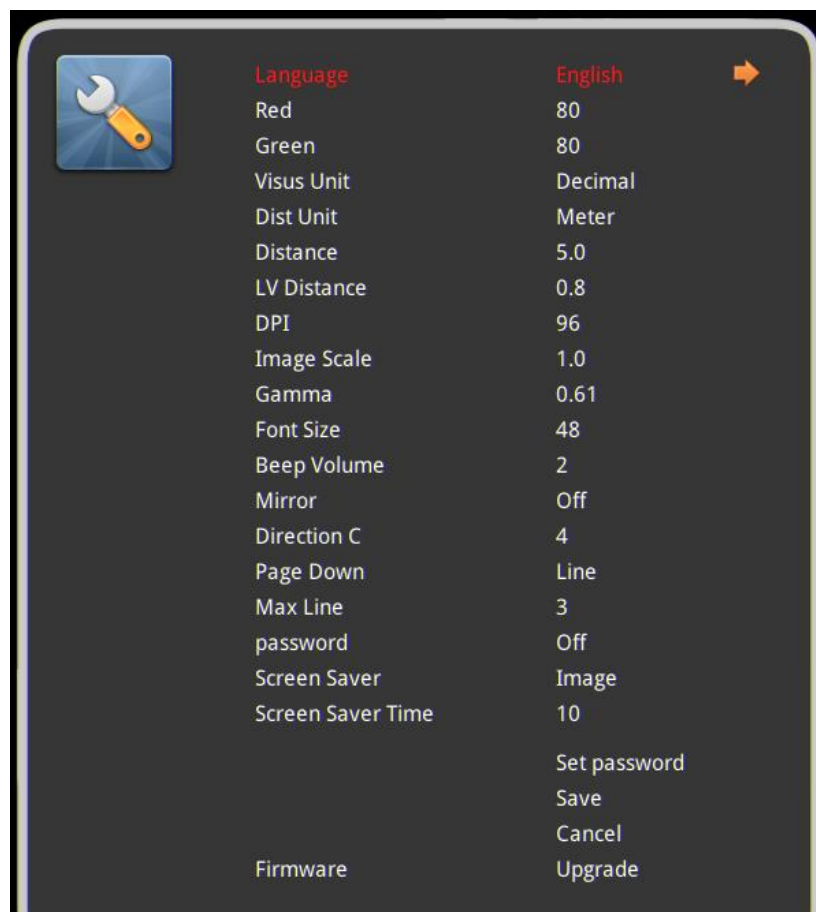 Language English
Red 80
Green 80
Visus Unit Decimal
Dist Unit Meter
Distance 5.0
LV Distance 0.8
DPI 96
Image Scale 1.0
Gamma 0.61
Font Size 48
Beep Volume 2
Mirror Off
Direction C 4
Page Down Line
Max Line 3
password Off
Screen Saver Image
Screen Saver Time 10
Set password
Save
Cancel
Firmware Upgrade